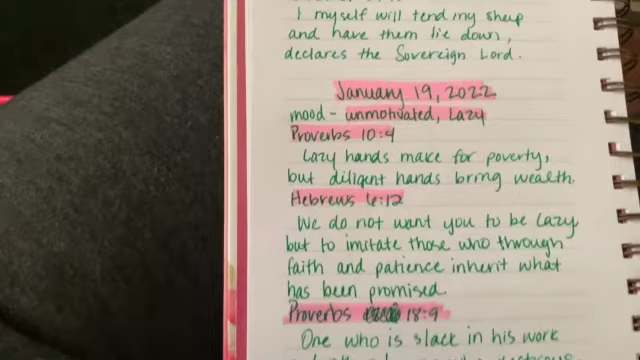 I myself will tend my sheep
and have them lie down,
declares the Sovereign Lord.
January 19, 2022
mood - unmotivated, Lazy
Proverbs 10:4
Lazy hands make for poverty,
but diligent hands bring wealth.
Hebrews 6:12
We do not want you to be lazy
but to imitate those who through
faith and patience inherit what
has been promised.
Proverbs 18:9
One who is slack in his work